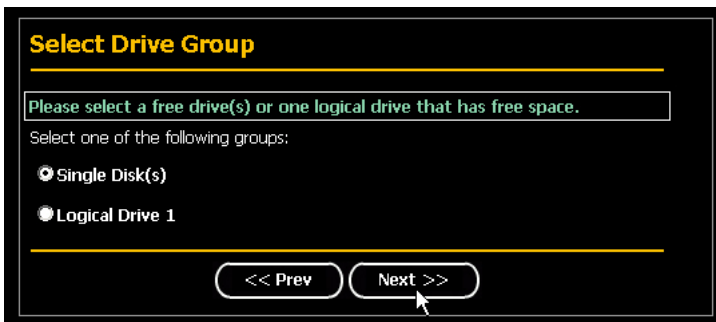 Select Drive Group
Please select a free drive(s) or one logical drive that has free space.
Select one of the following groups:
Single Disk(s)
Logical Drive 1
<< Prev Next >>